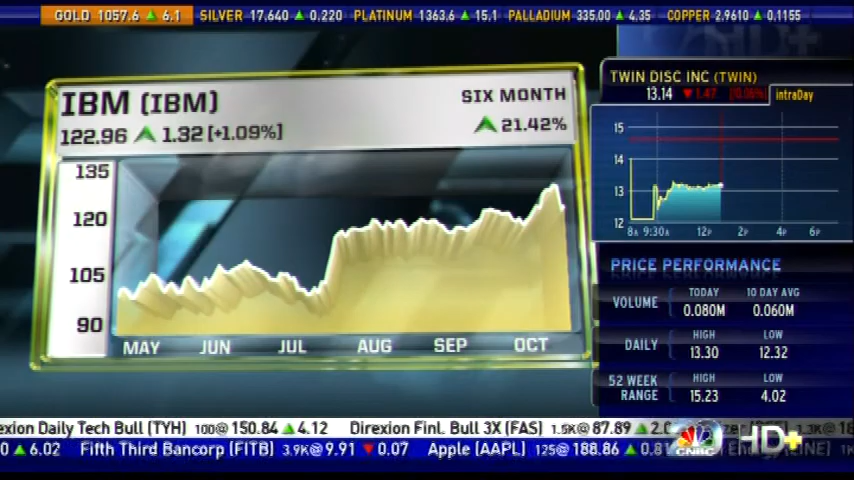 GOLD 1057.6 ▲ 6.1 SILVER 17.640 ▲ 0.220 PLATINUM 1363.6 ▲ 15.1 PALLADIUM 335.00 ▲ 4.35 COPPER 2.9610 ▲ 0.1155
IBM (IBM)
SIX MONTH
122.96 ▲ 1.32 [+1.09%]
▲ 21.42%
135
120
105
90
MAY JUN JUL AUG SEP OCT
TWIN DISC INC (TWIN)
13.14 ▼ 1.47
intraDay
15
14
13
12
8A 9:30A 12P 2P 4P 6P
PRICE PERFORMANCE
TODAY 10 DAY AVG
VOLUME 0.080M 0.060M
HIGH LOW
DAILY 13.30 12.32
52 WEEK RANGE
HIGH LOW
15.23 4.02
exion Daily Tech Bull (TYH) 100@ 150.84 ▲ 4.12 Direxion Finl. Bull 3X (FAS) 1.5K@ 87.89 ▲
0 ▲ 6.02 Fifth Third Bancorp (FITB) 3.9K@ 9.91 ▼ 0.07 Apple (AAPL) 125@ 188.86 ▲ 0.81
CNBC HD+